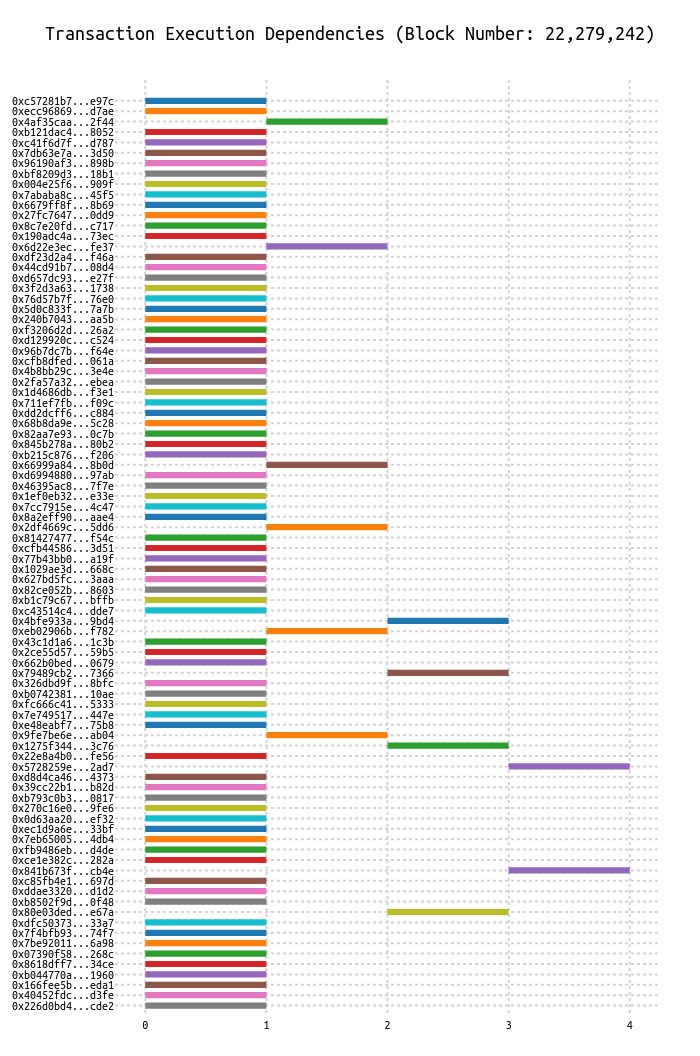 Transaction Execution Dependencies (Block Number: 22,279,242)
0xc57281b7...e97c
0xecc96869...d7ae
0x4af35caa...2f44
0xb121dac4...8052
0xc41f6d7f...d787
0x7db63e7a...3d50
0x96190af3...898b
0xbf8209d3...18b1
0x004e25f6...909f
0x7ababa8c...45f5
0x6679ff8f...8b69
0x27fc7647...0dd9
0x8c7e20fd...c717
0x190adc4a...73ec
0x6d22e3ec...fe37
0xdf23d2a4...f46a
0x44cd91b7...08d4
0xd657dc93...e27f
0x3f2d3a63...1738
0x76d57b7f...76e0
0x5d0c833f...7a7b
0x240b7043...aa5b
0xf3206d2d...26a2
0xd129920c...c524
0x96b7dc7b...f64e
0xcfb8dfed...061a
0x4b8bb29c...3e4e
0x2fa57a32...ebea
0x1d4686db...f3e1
0x711ef7fb...f09c
0xdd2dcff6...c884
0x68b8da9e...5c28
0x82aa7e93...0c7b
0x845b278a...80b2
0xb215c876...f206
0x66999a84...8b0d
0xd6994880...97ab
0x46395ac8...7f7e
0x1ef0eb32...e33e
0x7cc7915e...4c47
0x8a2eff90...aae4
0x2df4669c...5dd6
0x81427477...f54c
0xcfb44586...3d51
0x77b43bb0...a19f
0x1029ae3d...668c
0x627bd5fc...3aaa
0x82ce052b...8603
0xb1c79c67...bffb
0xc43514c4...dde7
0x4bfe933a...9bd4
0xeb02906b...f782
0x43c1d1a6...1c3b
0x2ce55d57...59b5
0x662b0bed...0679
0x79489cb2...7366
0x326dbd9f...8bfc
0xb0742381...10ae
0xfc666c41...5333
0x7e749517...447e
0xe48eabf7...75b8
0x9fe7be6e...ab04
0x1275f344...3c76
0x22e8a4b0...fe56
0x5728259e...2ad7
0xd8d4ca46...4373
0x39cc22b1...b82d
0xb793c0b3...0817
0x270c16e0...9fe6
0x0d63aa20...ef32
0xec1d9a6e...33bf
0x7eb65005...4db4
0xfb9486eb...d4de
0xce1e382c...282a
0x841b673f...cb4e
0xc85fb4e1...697d
0xddae3320...d1d2
0xb8502f9d...0f48
0x80e03ded...e67a
0xdfc50373...33a7
0x7f4bfb93...74f7
0x7be92011...6a98
0x07390f58...268c
0x8618dff7...34ce
0xb044770a...1960
0x166fee5b...eda1
0x40452fdc...d3fe
0x226d0bd4...cde2
0 1 2 3 4